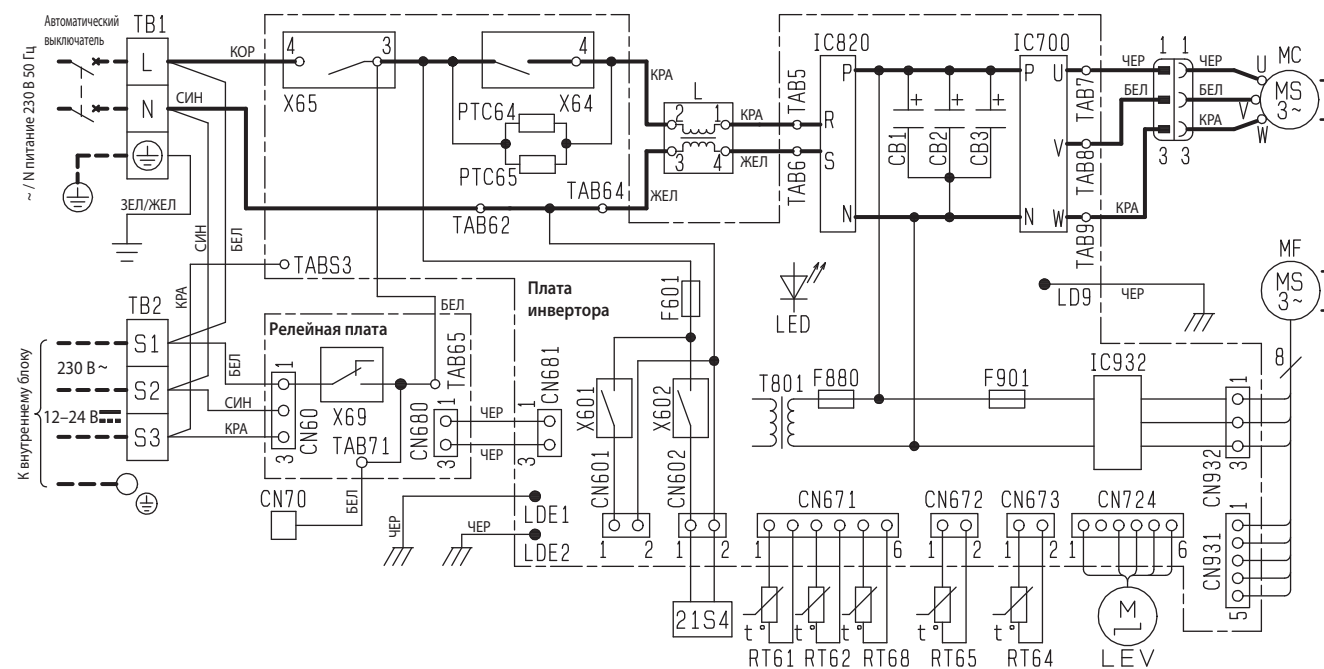 Автоматический
выключатель
TB1
L
N
~ / N питание 230 В 50 Гц
КОР
СИН
ЗЕЛ/ЖЕЛ
СИН
БЕЛ
КРА
4
3
X65
4
X64
PTC64
PTC65
TAB62
TAB64
КРА
ЖЕЛ
L
2
1
3
4
КРА
ЖЕЛ
TAB5
TAB6
IC820
P
R
S
N
+
+
+
CB1
CB2
CB3
IC700
P
U
V
N
W
TAB7
TAB8
TAB9
ЧЕР
БЕЛ
КРА
1
1
3
3
ЧЕР
БЕЛ
КРА
U
V
W
MC
MS
3~
TABS3
TB2
S1
S2
S3
К внутреннему блоку
230 В ~
12–24 В
БЕЛ
СИН
КРА
Релейная плата
1
3
CN60
X69
TAB71
TAB65
БЕЛ
CN680
1
3
ЧЕР
ЧЕР
CN681
1
3
CN70
БЕЛ
ЧЕР
ЧЕР
LDE1
LDE2
Плата
инвертора
F601
X601
X602
CN601
CN602
1
2
1
2
21S4
LED
LD9
ЧЕР
MF
MS
3~
8
T801
F880
F901
IC932
1
3
CN932
CN931
1
5
CN671
1
6
CN672
1
2
CN673
1
2
CN724
1
6
t°
t°
t°
t°
t°
RT61
RT62
RT68
RT65
RT64
M
LEV